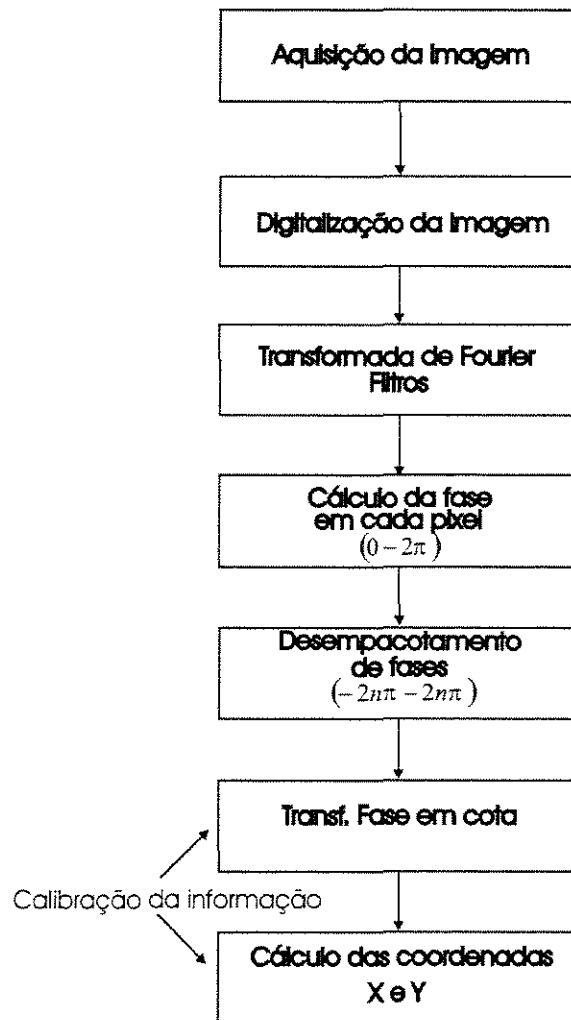 Aquisição da Imagem
Digitalização da Imagem
Transformada de Fourier
Filtros
Cálculo da fase
em cada pixel
(0 – 2π)
Desempacotamento
de fases
(–2nπ – 2nπ)
Transf. Fase em cota
Calibração da informação
Cálculo das coordenadas
X e Y